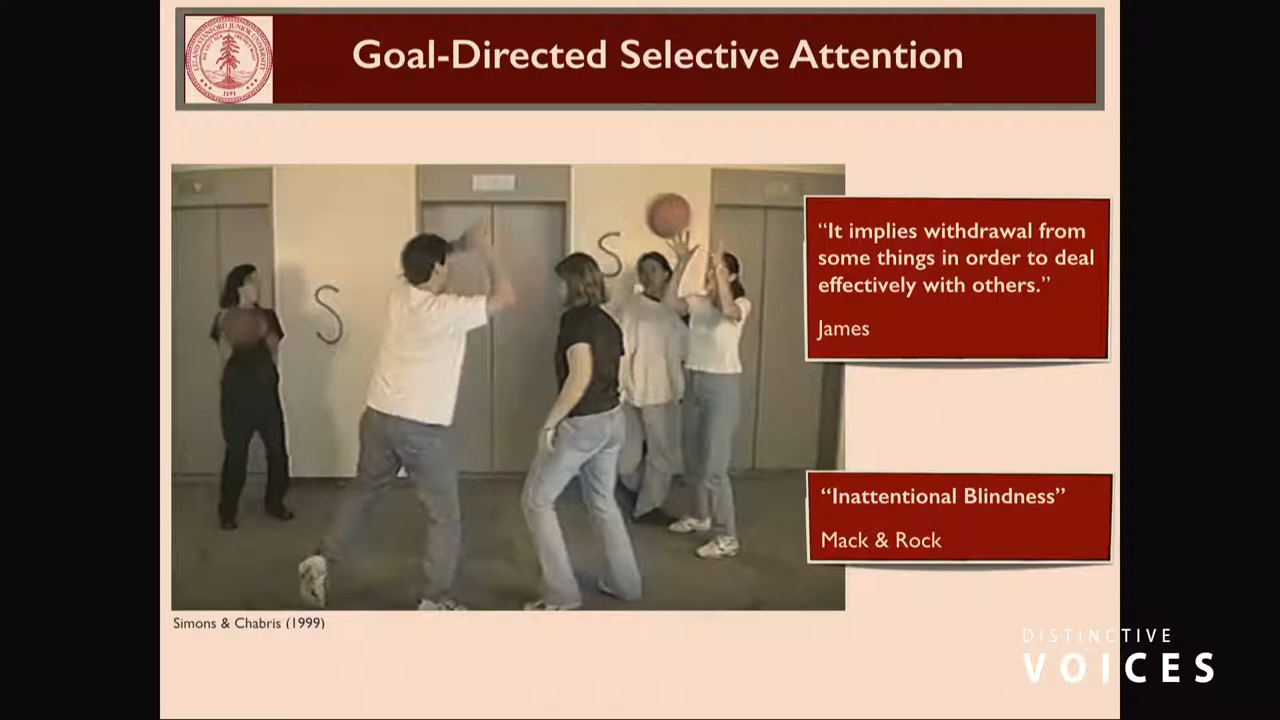 Goal-Directed Selective Attention
S
S
“It implies withdrawal from
some things in order to deal
effectively with others.”
James
“Inattentional Blindness”
Mack & Rock
Simons & Chabris (1999)
DISTINCTIVE
VOICES